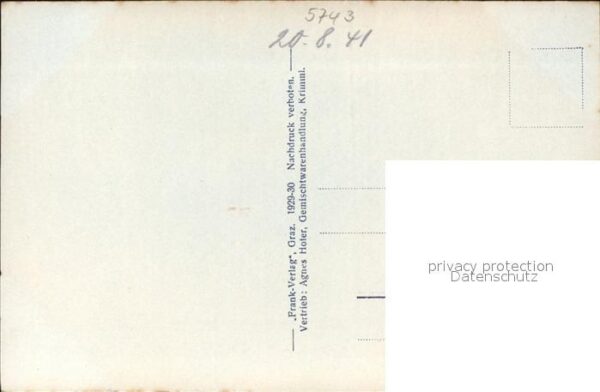 5743
20-8.41
„Frank-Verlag“, Graz. 1929-30 Nachdruck verboten.
Vertrieb: Agnes Hofer, Gemischtwarenhandlung, Krimml.
privacy protection
Datenschutz